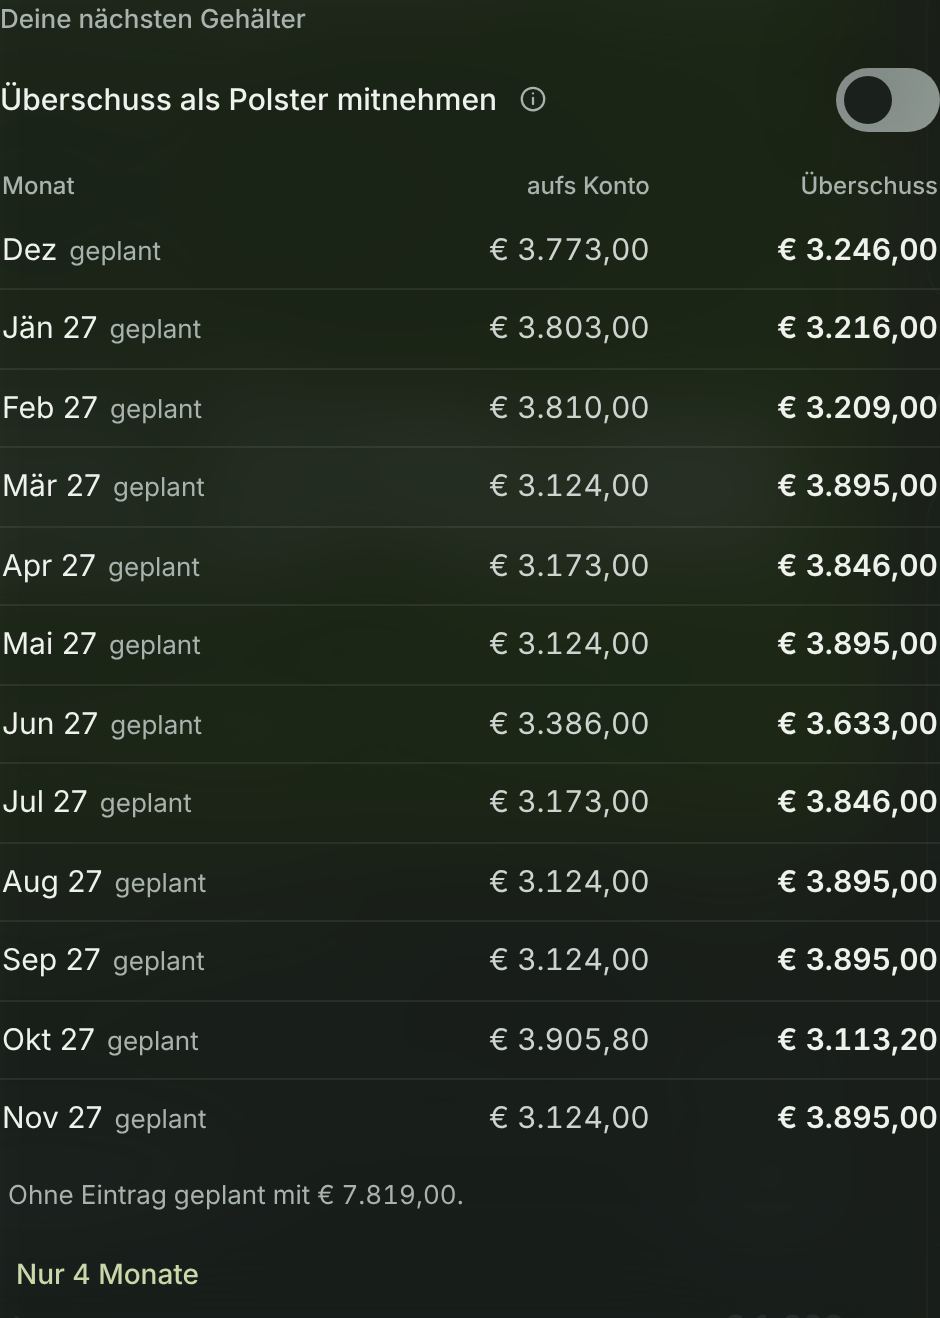 Deine nächsten Gehälter
Überschuss als Polster mitnehmen
Monat aufs Konto Überschuss
Dez geplant € 3.773,00 € 3.246,00
Jän 27 geplant € 3.803,00 € 3.216,00
Feb 27 geplant € 3.810,00 € 3.209,00
Mär 27 geplant € 3.124,00 € 3.895,00
Apr 27 geplant € 3.173,00 € 3.846,00
Mai 27 geplant € 3.124,00 € 3.895,00
Jun 27 geplant € 3.386,00 € 3.633,00
Jul 27 geplant € 3.173,00 € 3.846,00
Aug 27 geplant € 3.124,00 € 3.895,00
Sep 27 geplant € 3.124,00 € 3.895,00
Okt 27 geplant € 3.905,80 € 3.113,20
Nov 27 geplant € 3.124,00 € 3.895,00
Ohne Eintrag geplant mit € 7.819,00.
Nur 4 Monate